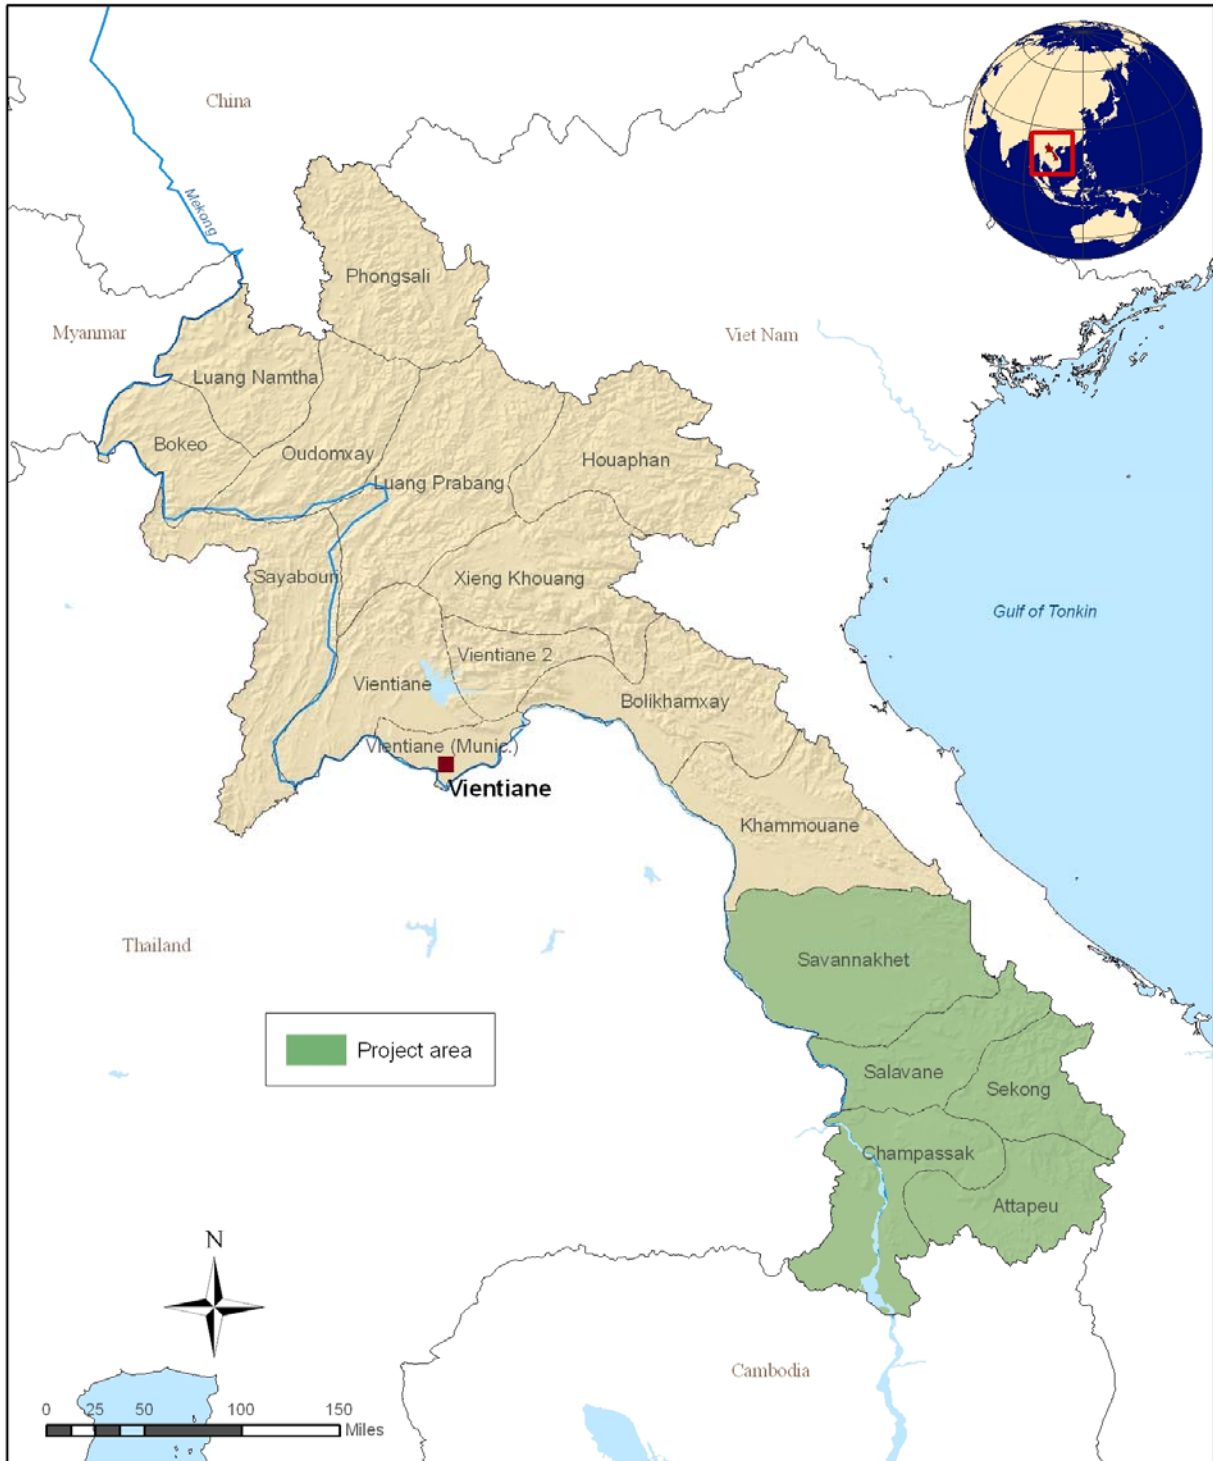 China
Mekong
Phongsali
Myanmar
Viet Nam
Luang Namtha
Bokeo
Oudomxay
Houaphan
Luang Prabang
Sayabouri
Xieng Khouang
Gulf of Tonkin
Vientiane 2
Vientiane
Bolikhamxay
Vientiane (Munic.)
Vientiane
Khammouane
Thailand
Savannakhet
Project area
Salavane
Sekong
Champassak
Attapeu
N
Cambodia
0 25 50 100 150
Miles